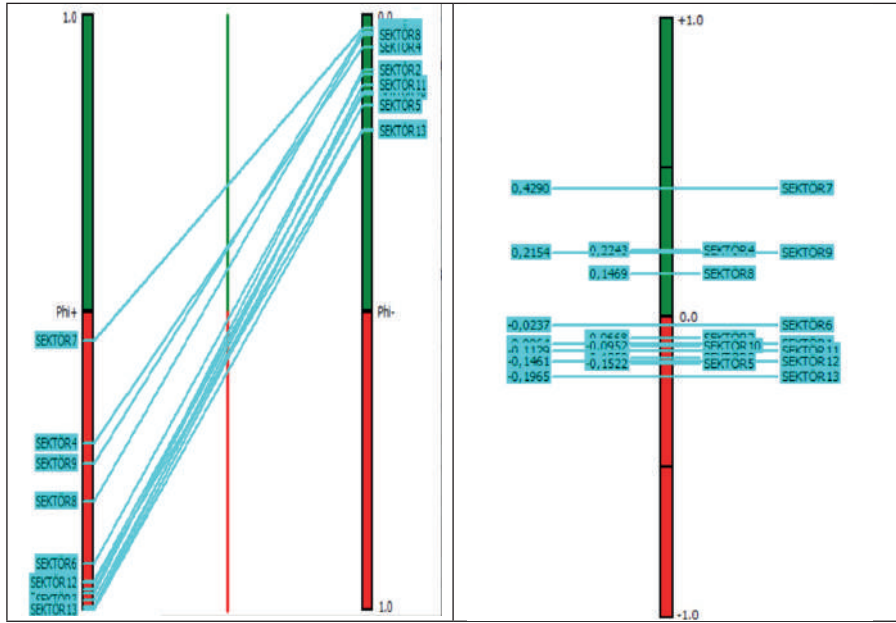 1.0
0.0
SEKTÖR8
SEKTÖR4
SEKTÖR2
SEKTÖR11
SEKTÖR5
SEKTÖR13
Phi+
Phi-
SEKTÖR7
SEKTÖR4
SEKTÖR9
SEKTÖR8
SEKTÖR6
SEKTÖR12
SEKTÖR13
1.0
+1.0
0,4290 SEKTÖR7
0,2243 SEKTÖR4
0,2154 SEKTÖR9
0,1469 SEKTÖR8
0.0
-0,0237 SEKTÖR6
-0,0952 SEKTÖR10
-0,1129 SEKTÖR11
-0,1461 SEKTÖR12
-0,1522 SEKTÖR5
-0,1965 SEKTÖR13
-1.0